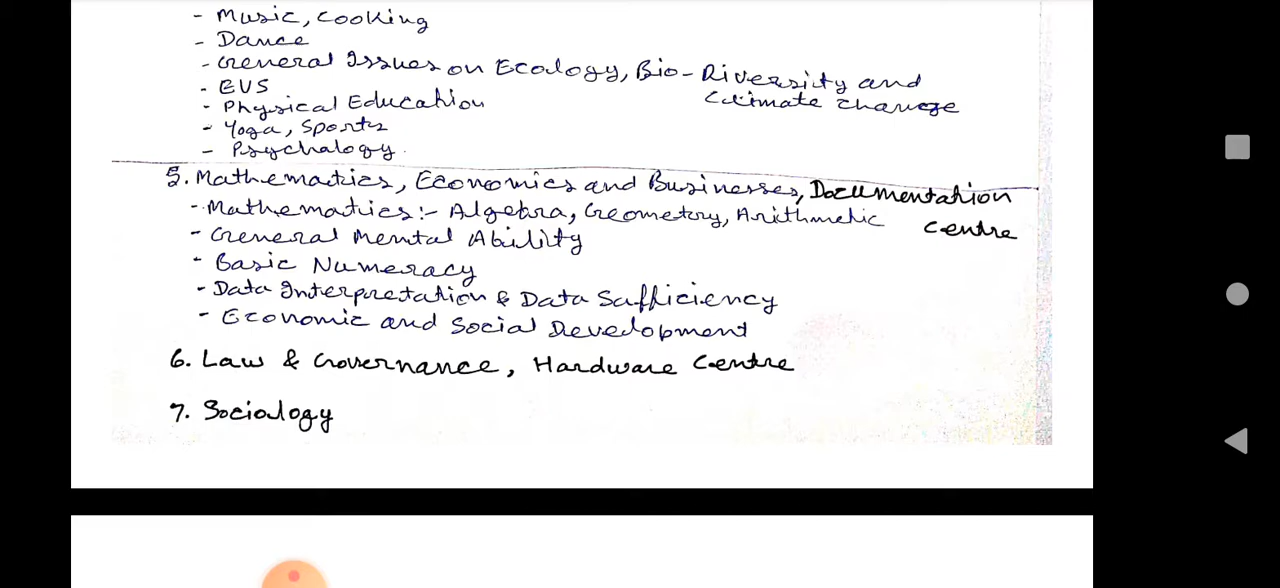 - Music, cooking
- Dance
- General Issues on Ecology, Bio-Diversity and
Climate change
- EVS
- Physical Education
- Yoga, Sports
- Psychalogy.
5. Mathematics, Economics and Businesses, Documentation
Centre
- Mathematics:- Algebra, Geometry, Arithmetic
- General Mental Ability
- Basic Numeracy
- Data Interpretation & Data Sufficiency
- Economic and Social Development
6. Law & Governance, Hardware Centre
7. Sociology